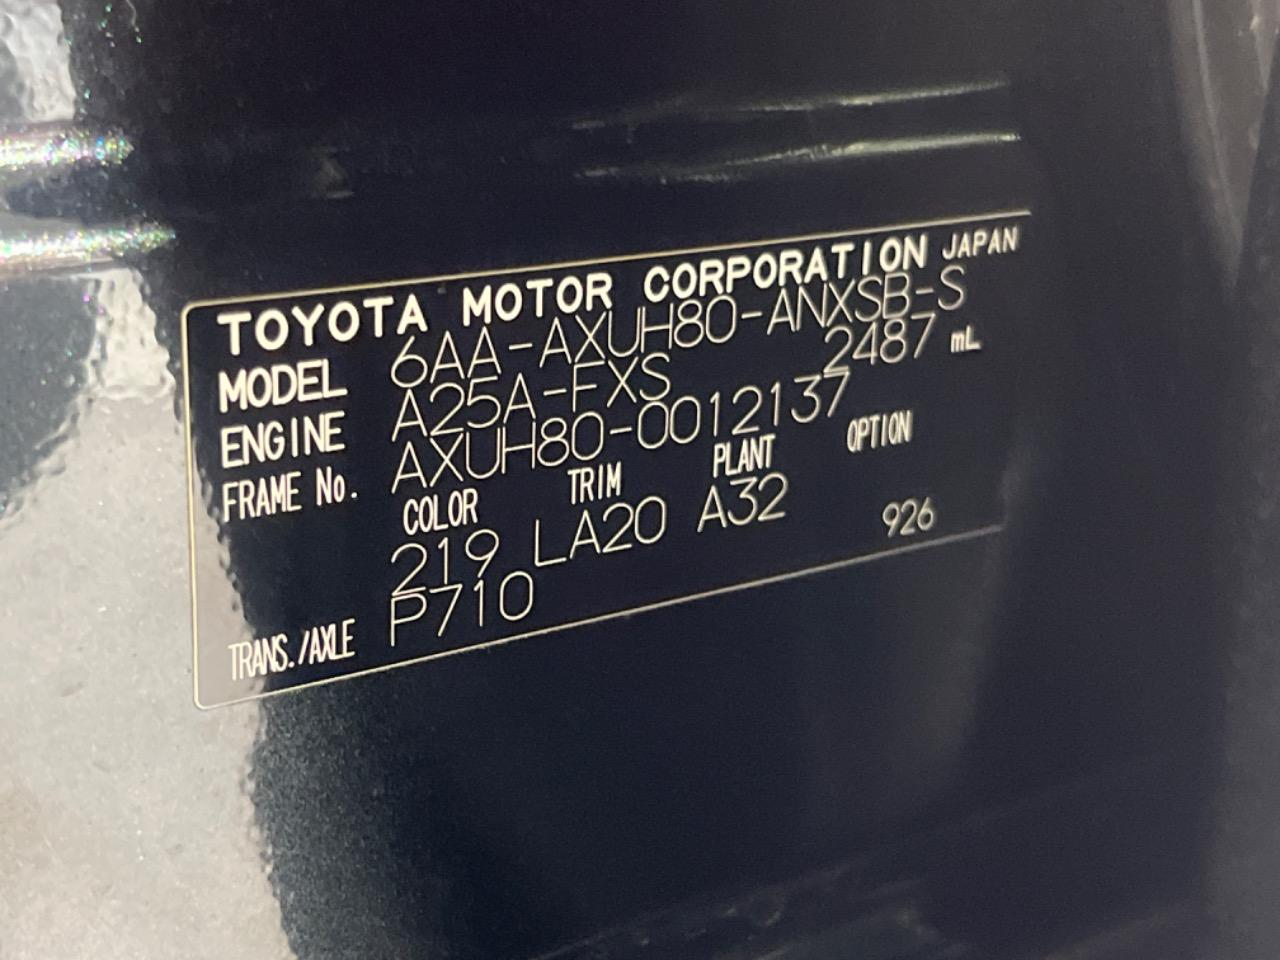 TOYOTA MOTOR CORPORATION JAPAN
MODEL 6AA-AXUH80-ANXSB-S
ENGINE A25A-FXS 2487 mL
FRAME No. AXUH80-0012137
COLOR TRIM PLANT OPTION
219 LA20 A32 926
TRANS./AXLE P710